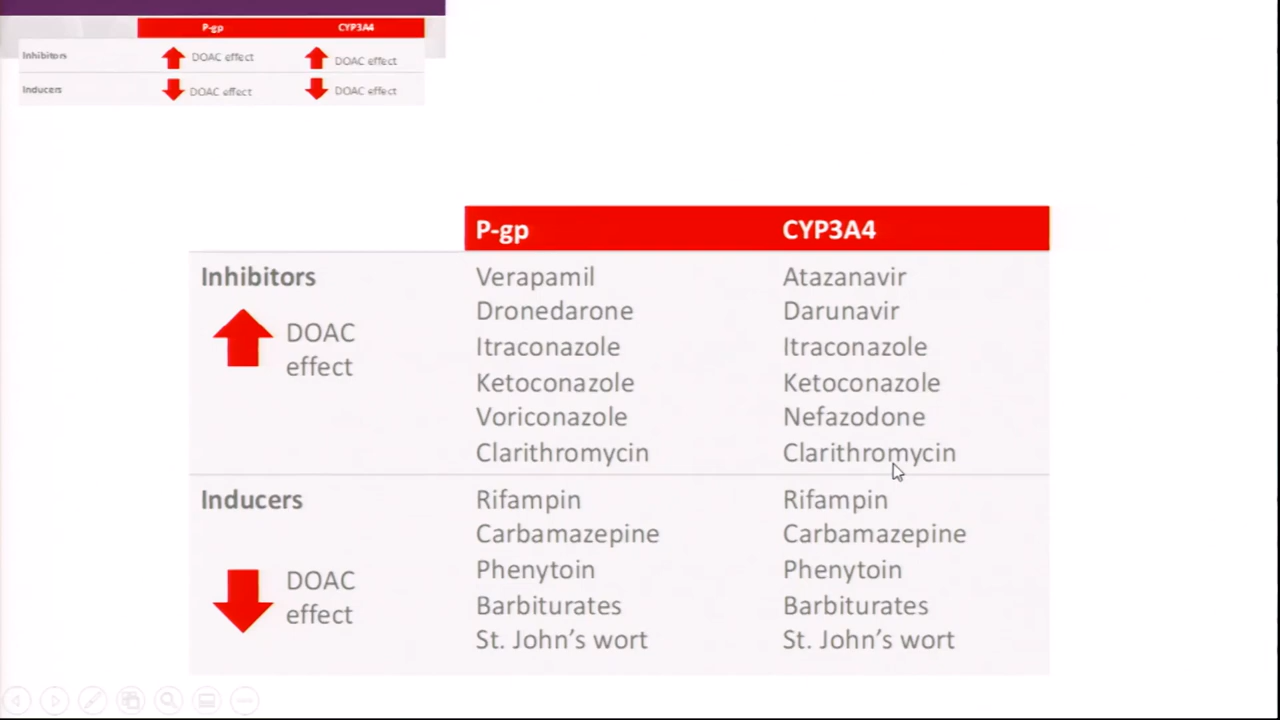 P-gp CYP3A4
Inhibitors DOAC effect DOAC effect
Inducers DOAC effect DOAC effect
P-gp CYP3A4
Inhibitors Verapamil Atazanavir
Dronedarone Darunavir
DOAC
effect
Itraconazole Itraconazole
Ketoconazole Ketoconazole
Voriconazole Nefazodone
Clarithromycin Clarithromycin
Inducers Rifampin Rifampin
Carbamazepine Carbamazepine
DOAC
effect
Phenytoin Phenytoin
Barbiturates Barbiturates
St. John's wort St. John's wort